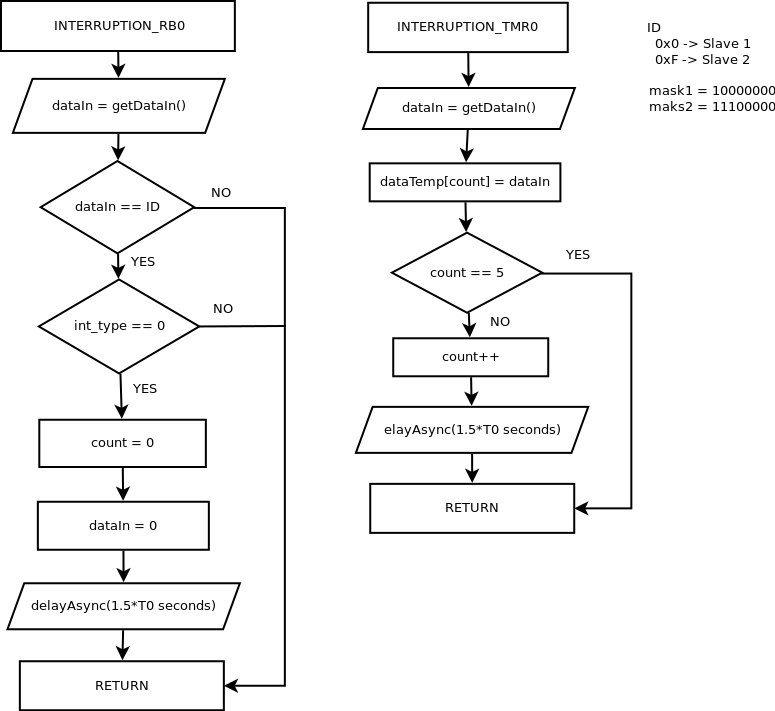 INTERRUPTION_RB0
dataIn = getDataIn()
dataIn == ID
NO
YES
int_type == 0
NO
YES
count = 0
dataIn = 0
delayAsync(1.5*T0 seconds)
RETURN
INTERRUPTION_TMR0
dataIn = getDataIn()
dataTemp[count] = dataIn
count == 5
YES
NO
count++
elayAsync(1.5*T0 seconds)
RETURN
ID
0x0 -> Slave 1
0xF -> Slave 2
mask1 = 10000000
maks2 = 11100000